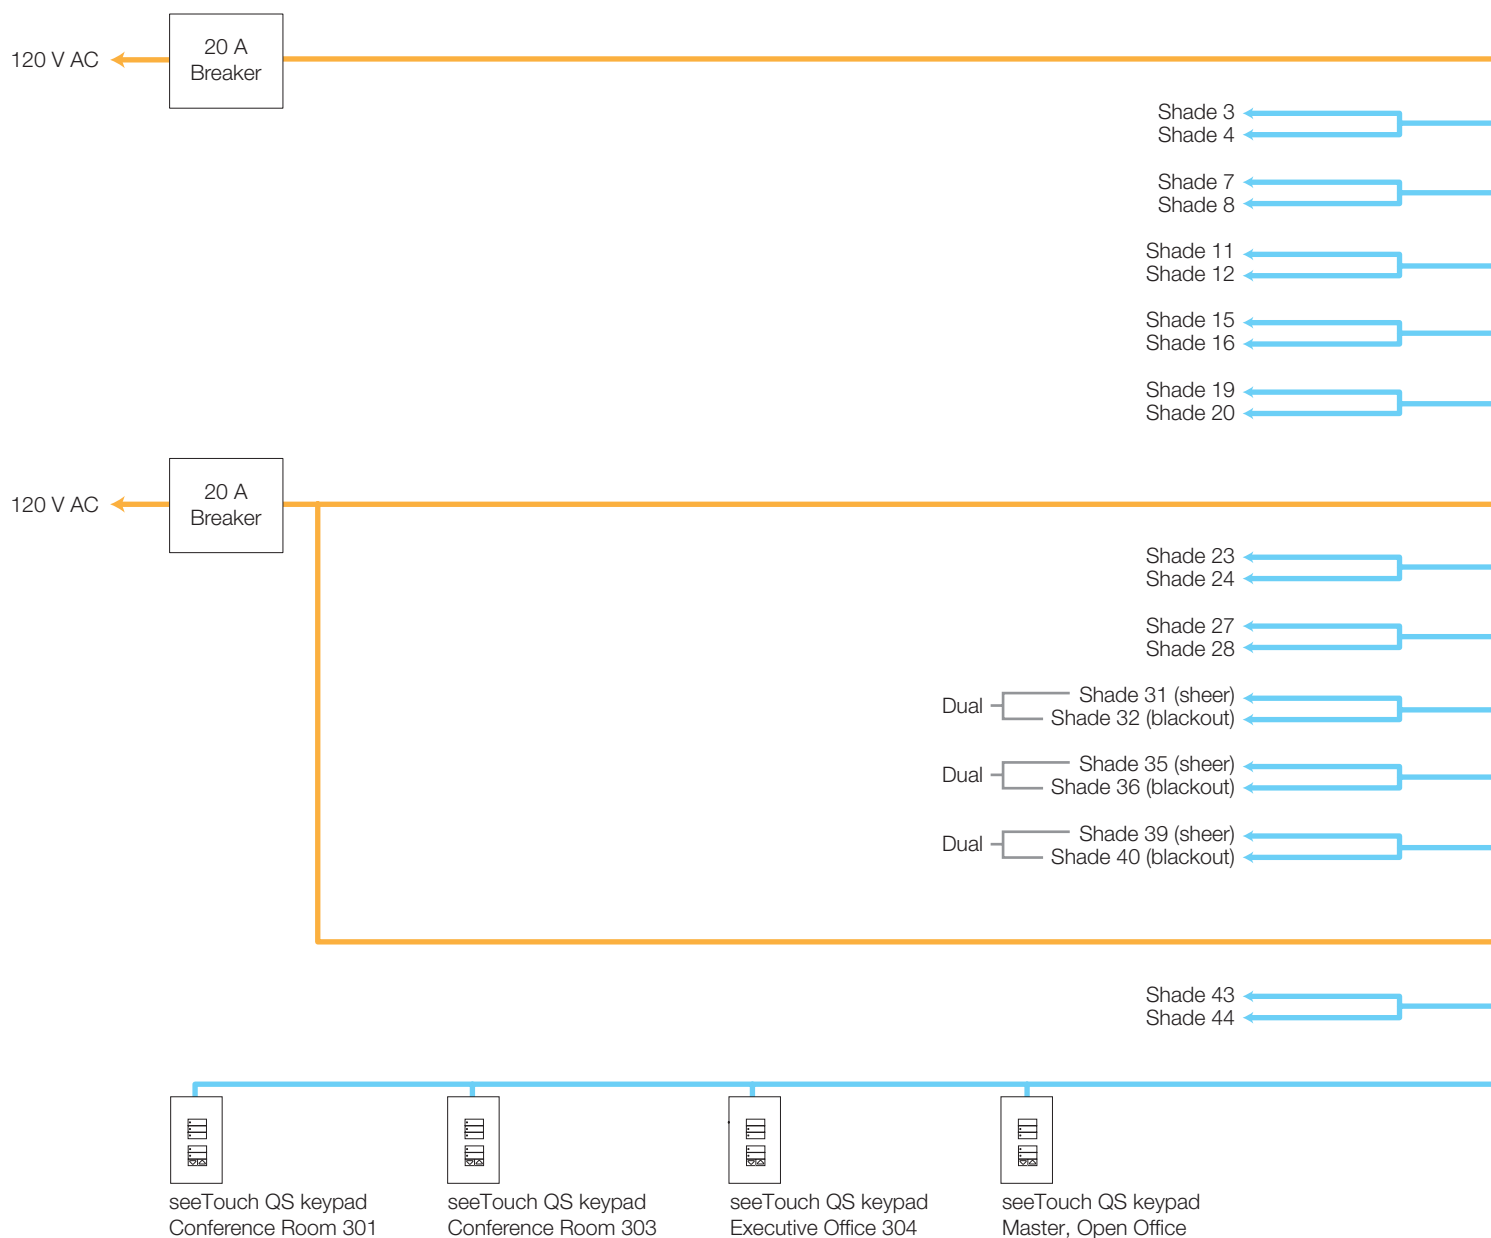 120 V AC
20 A
Breaker
Shade 3
Shade 4
Shade 7
Shade 8
Shade 11
Shade 12
Shade 15
Shade 16
Shade 19
Shade 20
120 V AC
20 A
Breaker
Shade 23
Shade 24
Shade 27
Shade 28
Dual
Shade 31 (sheer)
Shade 32 (blackout)
Dual
Shade 35 (sheer)
Shade 36 (blackout)
Dual
Shade 39 (sheer)
Shade 40 (blackout)
Shade 43
Shade 44
seeTouch QS keypad
Conference Room 301
seeTouch QS keypad
Conference Room 303
seeTouch QS keypad
Executive Office 304
seeTouch QS keypad
Master, Open Office